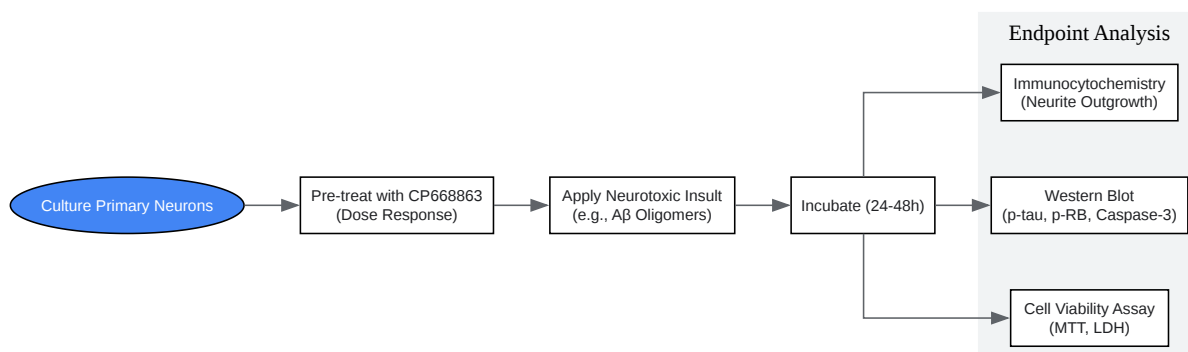 Endpoint Analysis
Immunocytochemistry
(Neurite Outgrowth)
Culture Primary Neurons
Pre-treat with CP668863
(Dose Response)
Apply Neurotoxic Insult
(e.g., Aβ Oligomers)
Incubate (24-48h)
Western Blot
(p-tau, p-RB, Caspase-3)
Cell Viability Assay
(MTT, LDH)